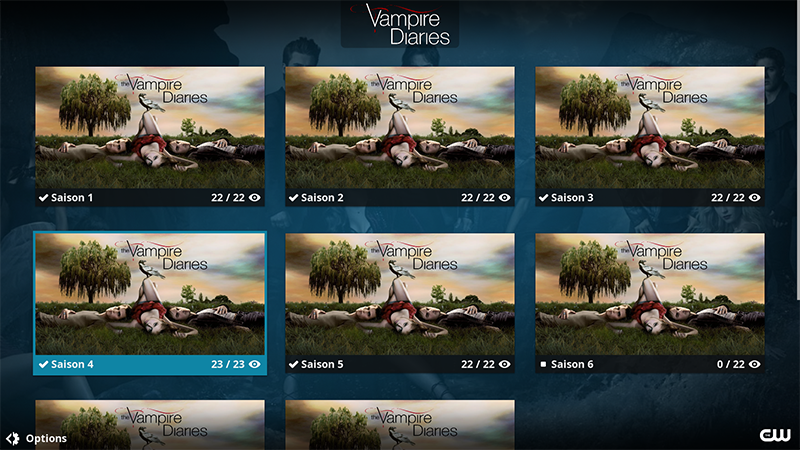 Vampire
Diaries
the Vampire
Diaries
the Vampire
Diaries
the Vampire
Diaries
Saison 1
22 / 22
Saison 2
22 / 22
Saison 3
22 / 22
the Vampire
Diaries
the Vampire
Diaries
the Vampire
Diaries
Saison 4
23 / 23
Saison 5
22 / 22
Saison 6
0 / 22
the Vampire
Diaries
the Vampire
Diaries
Options
CW